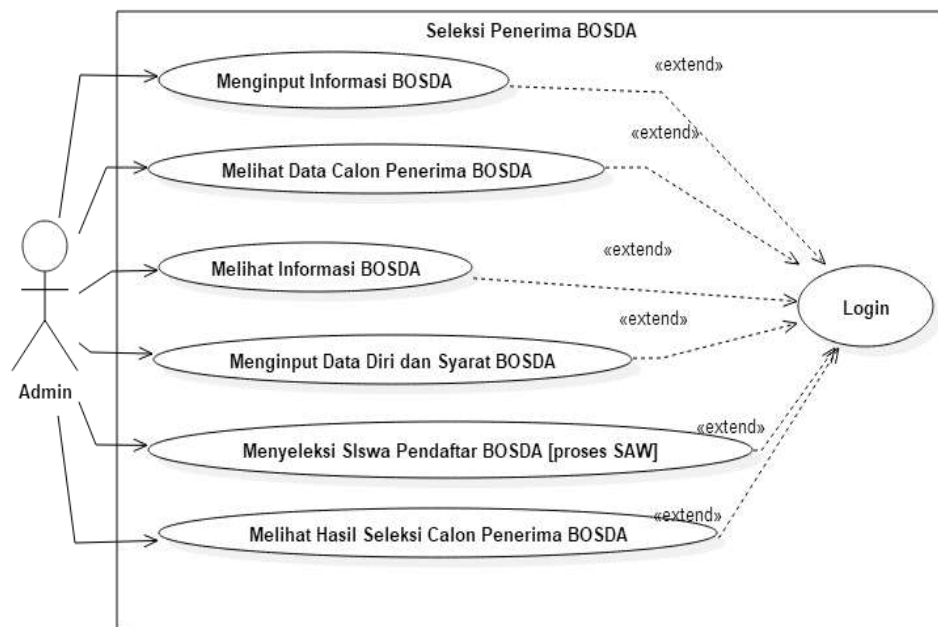 Seleksi Penerima BOSDA
Menginput Informasi BOSDA
«extend»
«extend»
Melihat Data Calon Penerima BOSDA
Melihat Informasi BOSDA
«extend»
Login
«extend»
Menginput Data Diri dan Syarat BOSDA
Admin
«extend»
Menyeleksi SIswa Pendaftar BOSDA [proses SAW]
«extend»
Melihat Hasil Seleksi Calon Penerima BOSDA